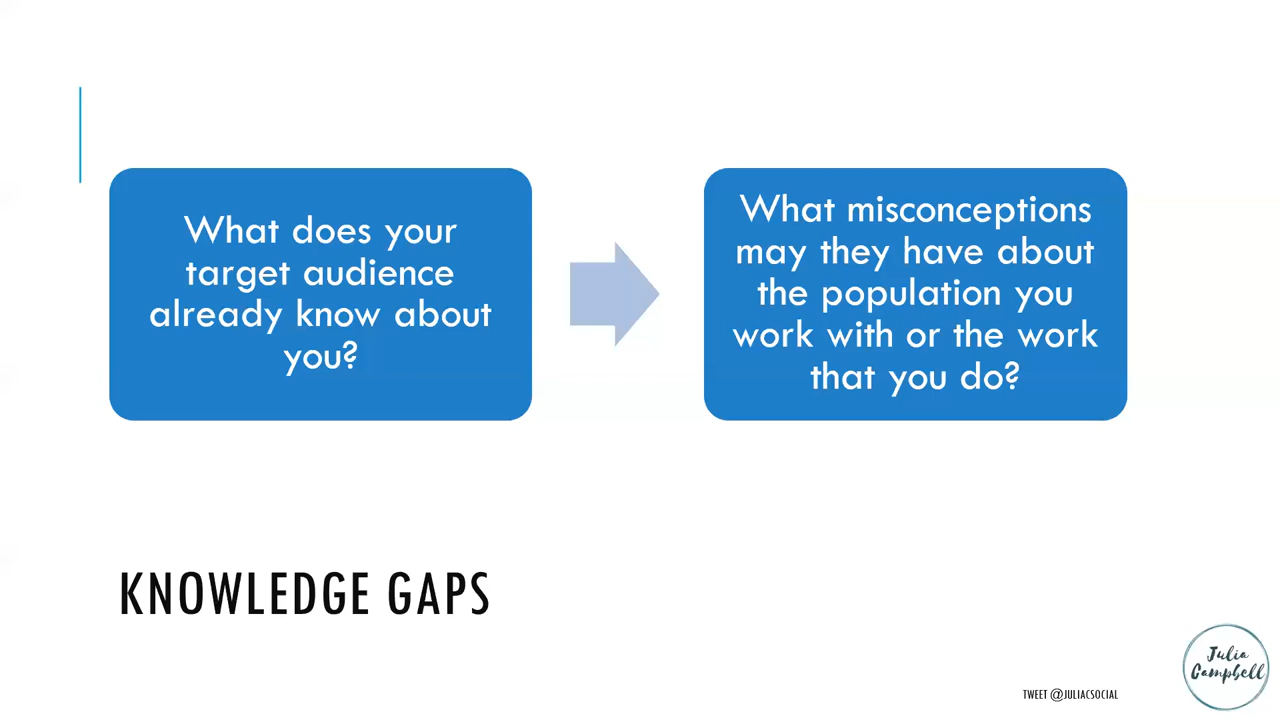 What does your
target audience
already know about
you?
What misconceptions
may they have about
the population you
work with or the work
that you do?
KNOWLEDGE GAPS
TWEET @JULIACSOCIAL
Julia
Campbell